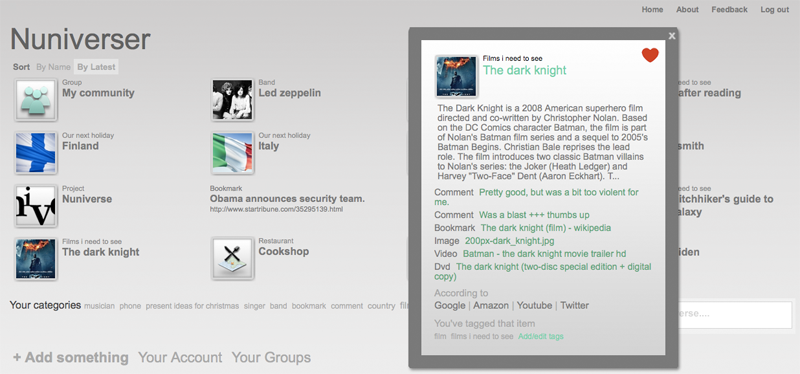 Home About Feedback Log out
Nuniverser
Sort By Name By Latest
Group
My community
Band
Led zeppelin
Our next holiday
Finland
Our next holiday
Italy
Project
Nuniverse
Bookmark
Obama announces security team.
http://www.startribune.com/35295139.html
Films i need to see
The dark knight
Restaurant
Cookshop
x
Films i need to see
The dark knight
The Dark Knight is a 2008 American superhero film
directed and co-written by Christopher Nolan. Based
on the DC Comics character Batman, the film is part
of Nolan's Batman film series and a sequel to 2005's
Batman Begins. Christian Bale reprises the lead
role. The film introduces two classic Batman villains
to Nolan's series: the Joker (Heath Ledger) and
Harvey "Two-Face" Dent (Aaron Eckhart). T...
Comment Pretty good, but was a bit too violent for
me.
Comment Was a blast +++ thumbs up
Bookmark The dark knight (film) - wikipedia
Image 200px-dark_knight.jpg
Video Batman - the dark knight movie trailer hd
Dvd The dark knight (two-disc special edition + digital
copy)
According to
Google | Amazon | Youtube | Twitter
You've tagged that item
film films i need to see Add/edit tags
need to see
after reading
smith
need to see
tchhiker's guide to
alaxy
iden
Your categories musician phone present ideas for christmas singer band bookmark comment country
erse....
+ Add something Your Account Your Groups